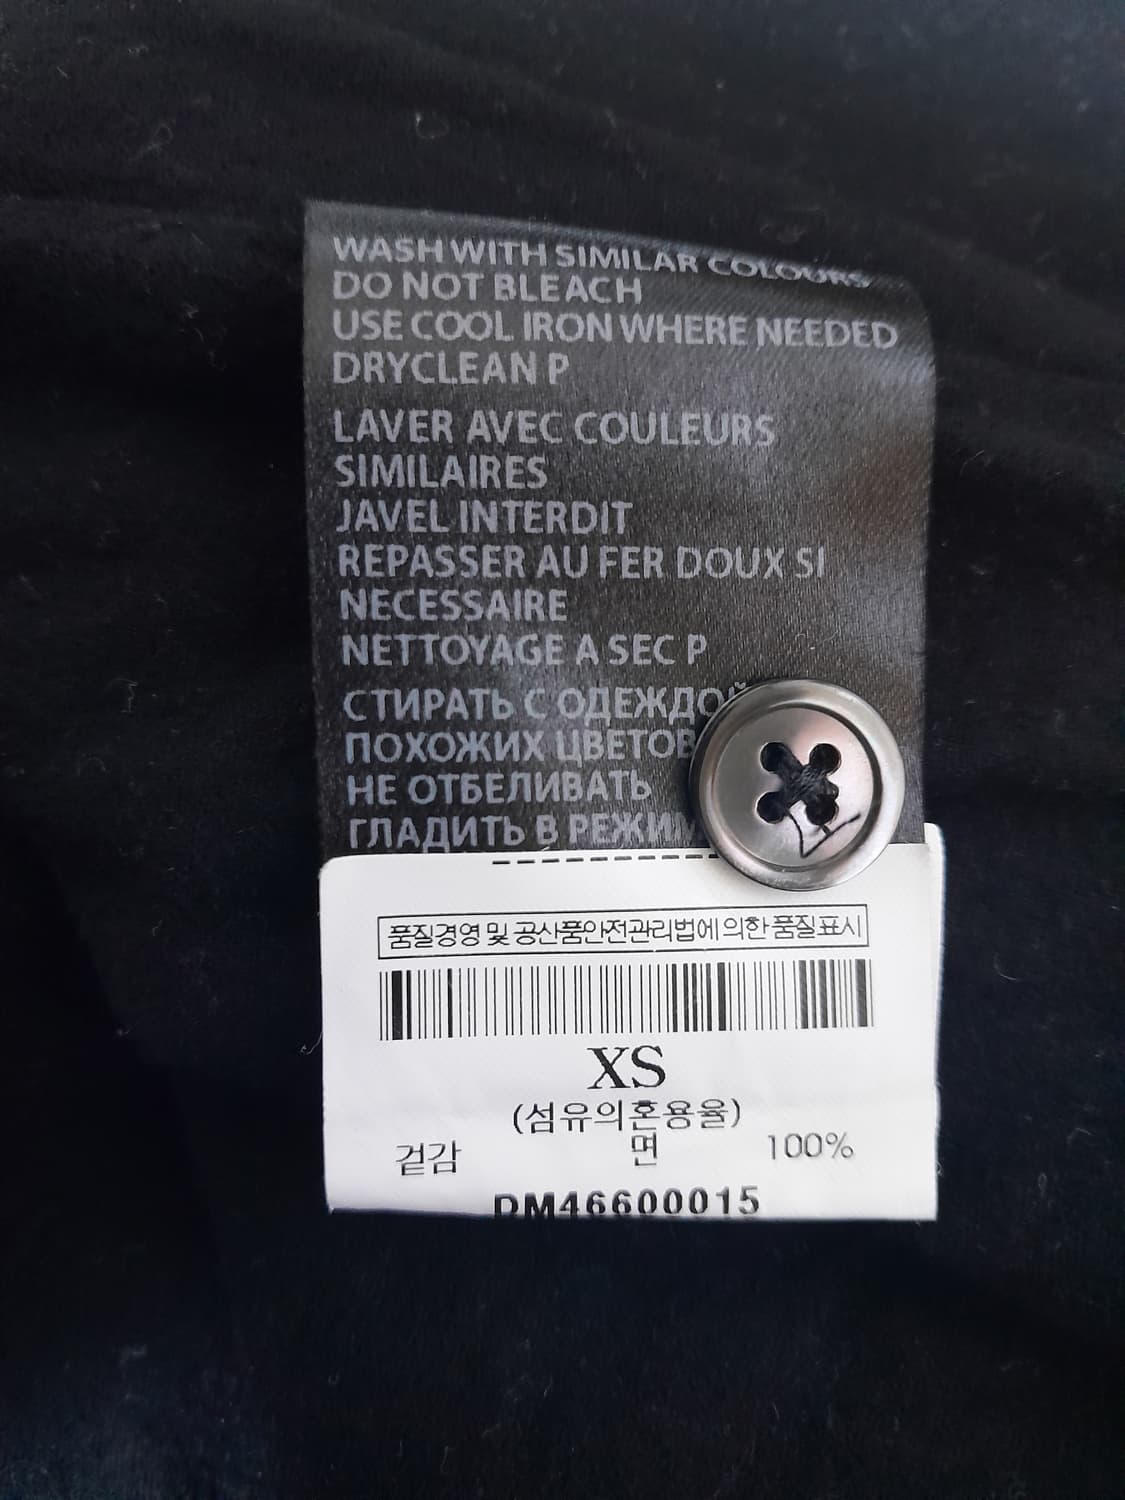 WASH WITH SIMILAR COLOURS
DO NOT BLEACH
USE COOL IRON WHERE NEEDED
DRYCLEAN P
LAVER AVEC COULEURS
SIMILAIRES
JAVEL INTERDIT
REPASSER AU FER DOUX SI
NECESSAIRE
NETTOYAGE A SEC P
СТИРАТЬ С ОДЕЖДОЙ
ПОХОЖИХ ЦВЕТОВ
НЕ ОТБЕЛИВАТЬ
ГЛАДИТЬ В РЕЖИМ
품질경영 및 공산품안전관리법에 의한 품질표시
XS
(섬유의혼용율)
겉감 면 100%
DM46600015